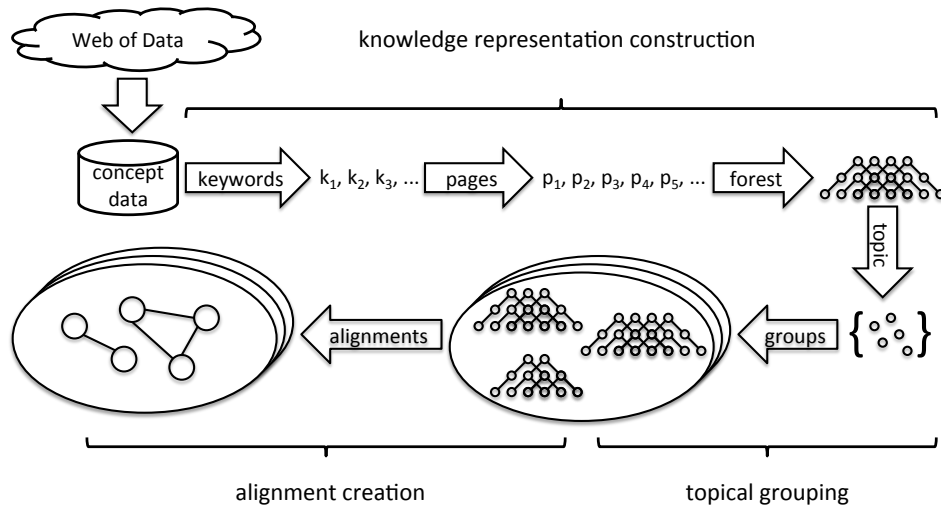 Web of Data
knowledge representation construction
concept
data
keywords
k1, k2, k3, ...
pages
p1, p2, p3, p4, p5, ...
forest
topic
alignments
groups
{ }
alignment creation
topical grouping